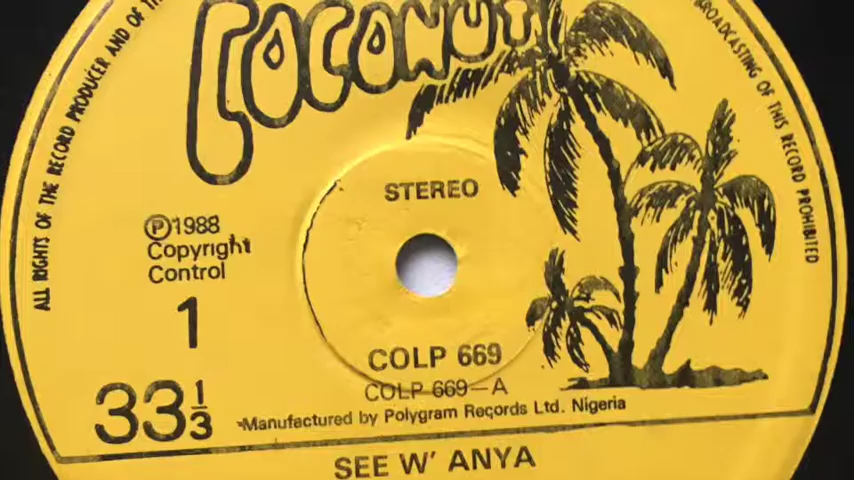 ALL RIGHTS OF THE RECORD PRODUCER AND OF
COCONUT
BROADCASTING OF THIS RECORD PROHIBITED
STEREO
℗1988
Copyright
Control
1
33⅓
COLP 669
COLP 669—A
Manufactured by Polygram Records Ltd. Nigeria
SEE W' ANYA